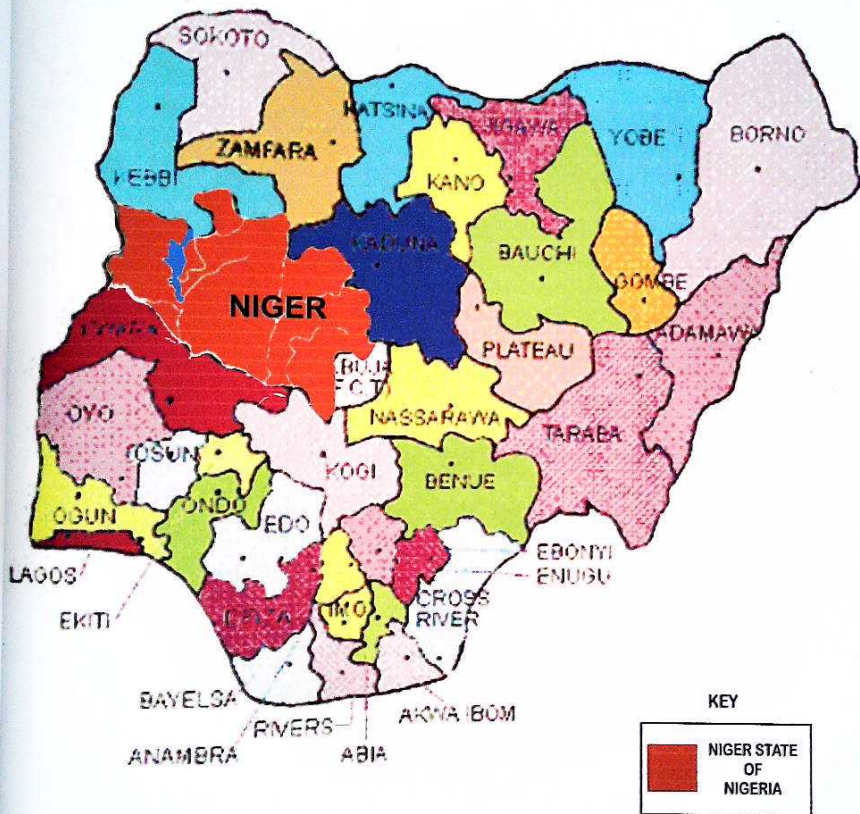 SOKOTO
KATSINA
JIGAWA
YOBE
BORNO
ZAMFARA
KEBBI
KANO
KADUNA
BAUCHI
GOMBE
NIGER
ADAMAWA
PLATEAU
ABUJA
F.C.T
OYO
NASSARAWA
TARABA
OSUN
KOGI
BENUE
OGUN
ONDO
EDO
EBONYI
LAGOS
ENUGU
EKITI
DELTA
IMO
CROSS
RIVER
BAYELSA
RIVERS
AKWA IBOM
ANAMBRA
ABIA
KEY
NIGER STATE
OF
NIGERIA